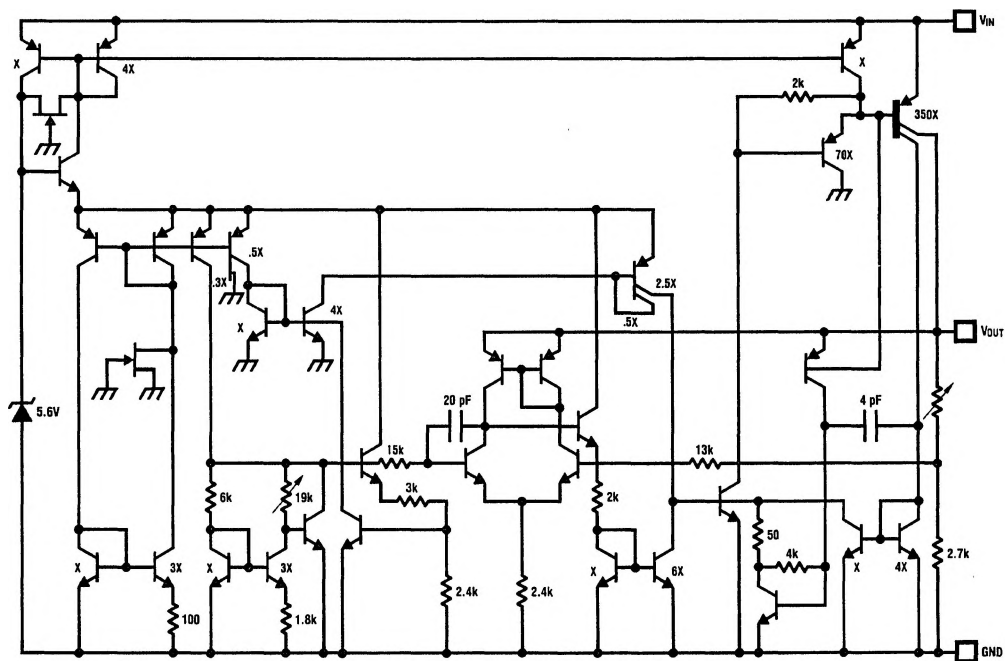 VIN
X
4X
X
2k
350X
70X
.5X
.3X
4X
2.5X
X
.5X
VOUT
5.6V
20 pF
4 pF
15k
13k
6k
19k
3k
2k
50
4k
2.7k
X
3X
X
3X
X
6X
X
4X
2.4k
2.4k
100
1.8k
GND